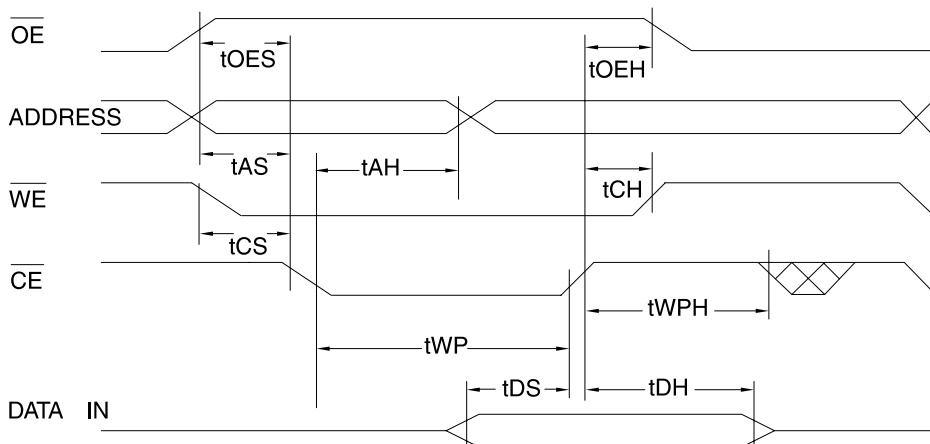 OE
tOES
tOEH
ADDRESS
tAS
tAH
tCH
WE
tCS
CE
tWPH
tWP
tDS
tDH
DATA IN